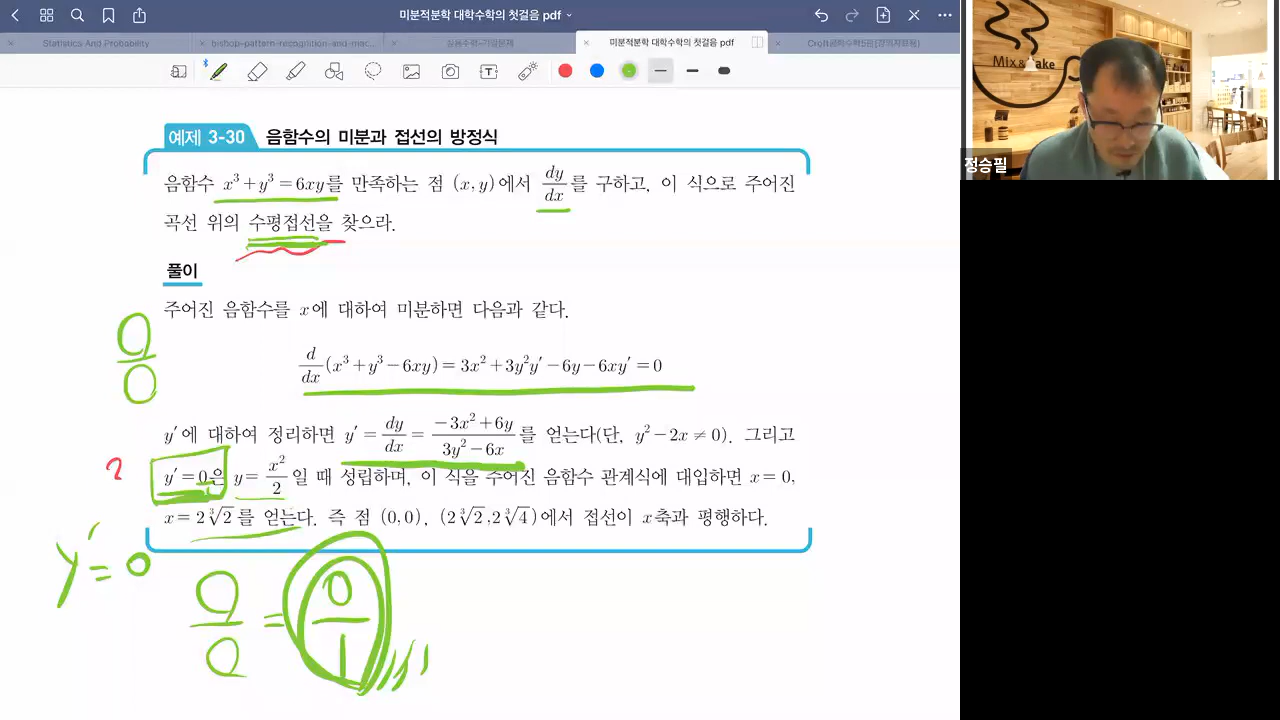 미분적분학 대학수학의 첫걸음 pdf
Statistics And Probability
bishop-pattern-recognition-and-mac...
미분적분학 대학수학의 첫걸음 pdf
Mix&
ake
정승필
예제 3-30 음함수의 미분과 접선의 방정식
음함수 x³+y³=6xy를 만족하는 점 (x, y)에서 dy/dx를 구하고, 이 식으로 주어진
곡선 위의 수평접선을 찾으라.
풀이
주어진 음함수를 x에 대하여 미분하면 다음과 같다.
d/dx(x³+y³−6xy)=3x²+3y²y′−6y−6xy′=0
y′에 대하여 정리하면 y′=dy/dx=(−3x²+6y)/(3y²−6x)를 얻는다(단, y²−2x≠0). 그리고
y′=0은 y=x²/2일 때 성립하며, 이 식을 주어진 음함수 관계식에 대입하면 x=0,
x=2∛2를 얻는다. 즉 점 (0,0), (2∛2,2∛4)에서 접선이 x축과 평행하다.
0/0
?
y′=0
0/0=0/1